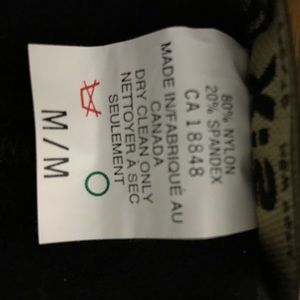 80% NYLON
20% SPANDEX
CA 18848
MADE IN/FABRIQUÉ AU
CANADA
DRY CLEAN ONLY
NETTOYER À SEC
SEULEMENT
M/M